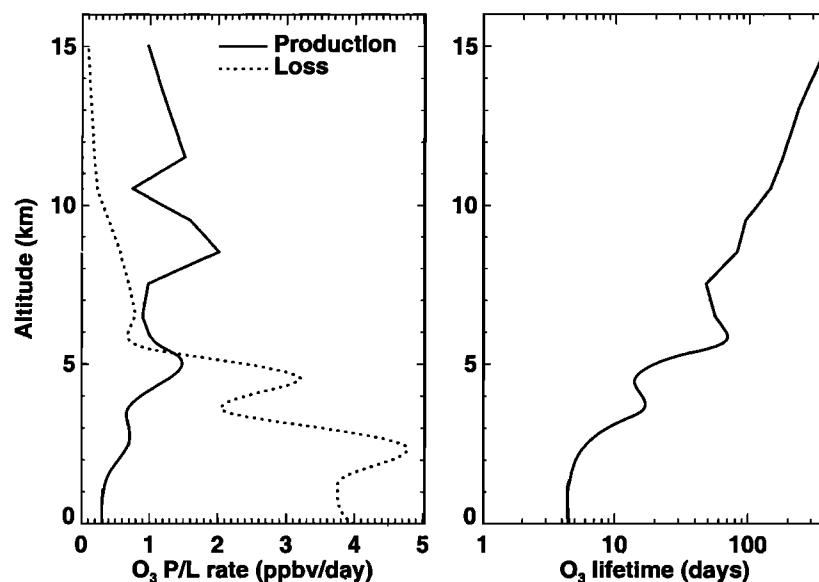 15
10
5
0
Altitude (km)
Production
Loss
0 1 2 3 4 5
O₃ P/L rate (ppbv/day)
15
10
5
0
1 10 100
O₃ lifetime (days)